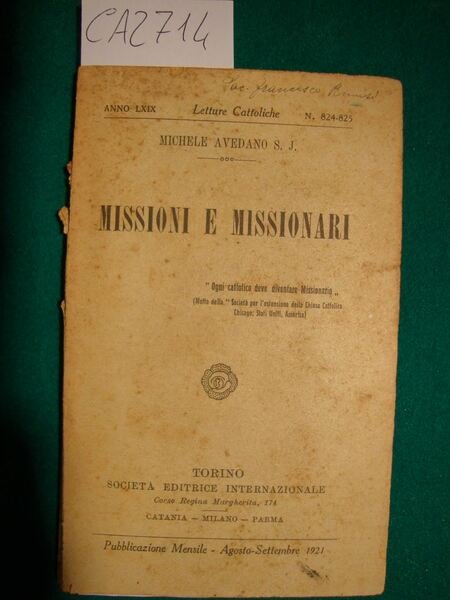 CA2714
Sac. Francesco
ANNO LXIX Letture Cattoliche N. 824-825
MICHELE AVEDANO S. J.
MISSIONI E MISSIONARI
" Ogni cattolico deve diventare Missionario "
(Motto della " Società per l'estensione della Chiesa Cattolica
Chicago; Stati Uniti, America)
TORINO
SOCIETÀ EDITRICE INTERNAZIONALE
Corso Regina Margherita, 174
CATANIA — MILANO — PARMA
Pubblicazione Mensile - Agosto-Settembre 1921